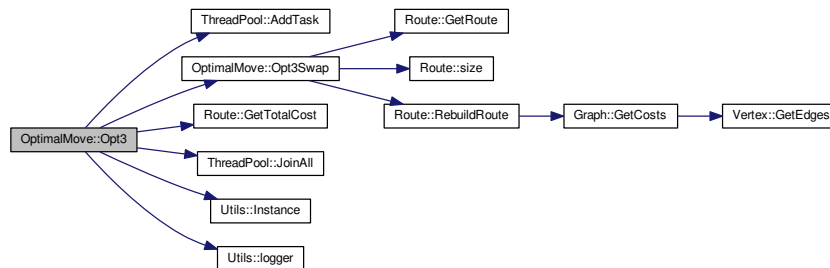 ThreadPool::AddTask
Route::GetRoute
OptimalMove::Opt3Swap
Route::size
Route::GetTotalCost
Route::RebuildRoute
Graph::GetCosts
Vertex::GetEdges
OptimalMove::Opt3
ThreadPool::JoinAll
Utils::Instance
Utils::logger